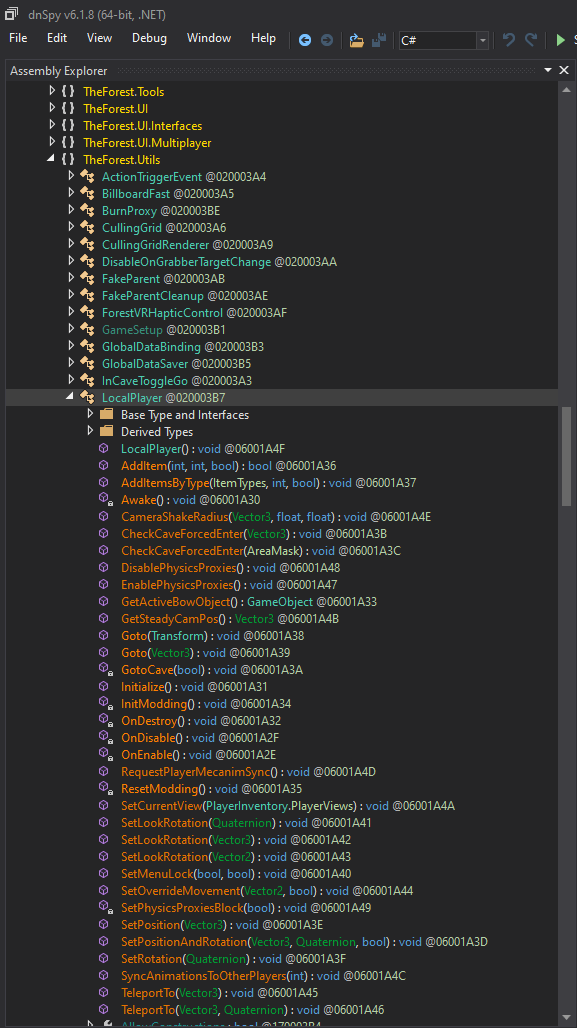 dnSpy v6.1.8 (64-bit, .NET)
File Edit View Debug Window Help C# S
Assembly Explorer
{ } TheForest.Tools
{ } TheForest.UI
{ } TheForest.UI.Interfaces
{ } TheForest.UI.Multiplayer
{ } TheForest.Utils
ActionTriggerEvent @020003A4
BillboardFast @020003A5
BurnProxy @020003BE
CullingGrid @020003A6
CullingGridRenderer @020003A9
DisableOnGrabberTargetChange @020003AA
FakeParent @020003AB
FakeParentCleanup @020003AE
ForestVRHapticControl @020003AF
GameSetup @020003B1
GlobalDataBinding @020003B3
GlobalDataSaver @020003B5
InCaveToggleGo @020003A3
LocalPlayer @020003B7
Base Type and Interfaces
Derived Types
LocalPlayer() : void @06001A4F
AddItem(int, int, bool) : bool @06001A36
AddItemsByType(ItemTypes, int, bool) : void @06001A37
Awake() : void @06001A30
CameraShakeRadius(Vector3, float, float) : void @06001A4E
CheckCaveForcedEnter(Vector3) : void @06001A3B
CheckCaveForcedEnter(AreaMask) : void @06001A3C
DisablePhysicsProxies() : void @06001A48
EnablePhysicsProxies() : void @06001A47
GetActiveBowObject() : GameObject @06001A33
GetSteadyCamPos() : Vector3 @06001A4B
Goto(Transform) : void @06001A38
Goto(Vector3) : void @06001A39
GotoCave(bool) : void @06001A3A
Initialize() : void @06001A31
InitModding() : void @06001A34
OnDestroy() : void @06001A32
OnDisable() : void @06001A2F
OnEnable() : void @06001A2E
RequestPlayerMecanimSync() : void @06001A4D
ResetModding() : void @06001A35
SetCurrentView(PlayerInventory.PlayerViews) : void @06001A4A
SetLookRotation(Quaternion) : void @06001A41
SetLookRotation(Vector3) : void @06001A42
SetLookRotation(Vector2) : void @06001A43
SetMenuLock(bool, bool) : void @06001A40
SetOverrideMovement(Vector2, bool) : void @06001A44
SetPhysicsProxiesBlock(bool) : void @06001A49
SetPosition(Vector3) : void @06001A3E
SetPositionAndRotation(Vector3, Quaternion, bool) : void @06001A3D
SetRotation(Quaternion) : void @06001A3F
SyncAnimationsToOtherPlayers(int) : void @06001A4C
TeleportTo(Vector3) : void @06001A45
TeleportTo(Vector3, Quaternion) : void @06001A46